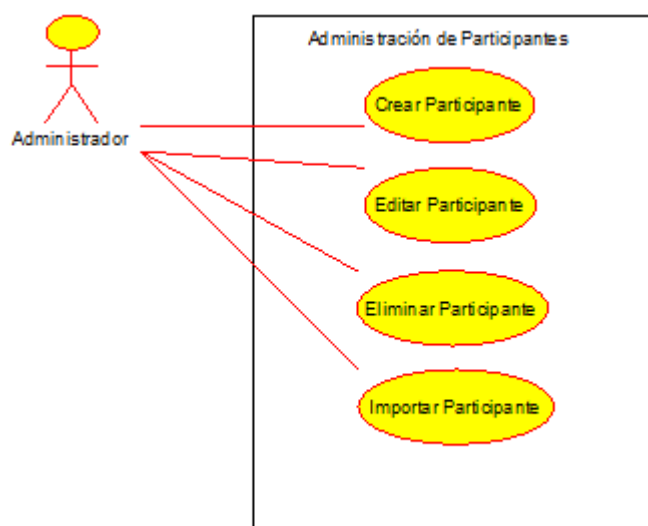 Administración de Participantes
Crear Participante
Administrador
Editar Participante
Eliminar Participante
Importar Participante